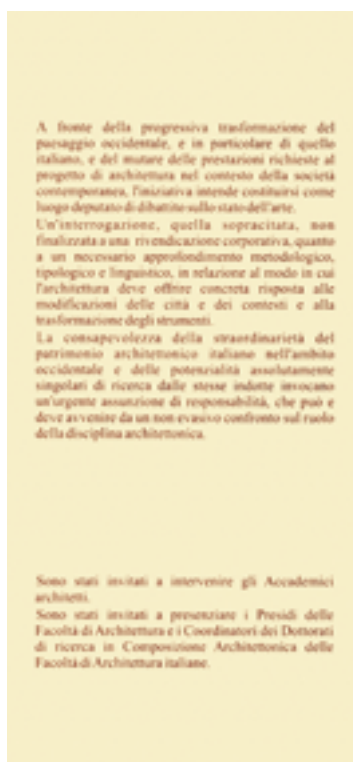 A fronte della progressiva trasformazione del
paesaggio occidentale, e in particolare di quello
italiano, e del mutare delle prestazioni richieste al
progetto di architettura nel contesto della società
contemporanea, l'iniziativa intende costituirsi come
luogo deputato di dibattito sullo stato dell'arte.
Un'interrogazione, quella sopracitata, non
finalizzata a una rivendicazione corporativa, quanto
a un necessario approfondimento metodologico,
tipologico e linguistico, in relazione al modo in cui
l'architettura deve offrire concreta risposta alle
modificazioni delle città e dei contesti e alla
trasformazione degli strumenti.
La consapevolezza della straordinarietà del
patrimonio architettonico italiano nell'ambito
occidentale e delle potenzialità assolutamente
singolari di ricerca dalle stesse indotte invocano
un'urgente assunzione di responsabilità, che può e
deve avvenire da un non evasivo confronto sul ruolo
della disciplina architettonica.
Sono stati invitati a intervenire gli Accademici
architetti.
Sono stati invitati a presenziare i Presidi delle
Facoltà di Architettura e i Coordinatori dei Dottorati
di ricerca in Composizione Architettonica delle
Facoltà di Architettura italiane.